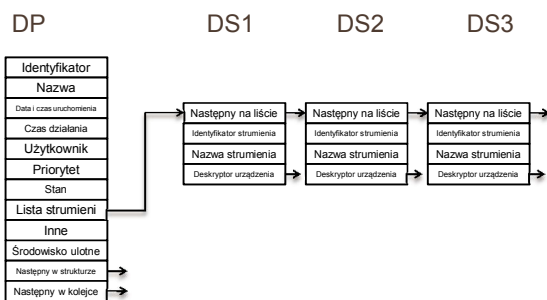 DP
DS1
DS2
DS3
Identyfikator
Nazwa
Data i czas uruchomienia
Czas działania
Użytkownik
Priorytet
Stan
Lista strumieni
Inne
Środowisko ulotne
Następny w strukturze
Następny w kolejce
Następny na liście
Identyfikator strumienia
Nazwa strumienia
Deskryptor urządzenia
Następny na liście
Identyfikator strumienia
Nazwa strumienia
Deskryptor urządzenia
Następny na liście
Identyfikator strumienia
Nazwa strumienia
Deskryptor urządzenia